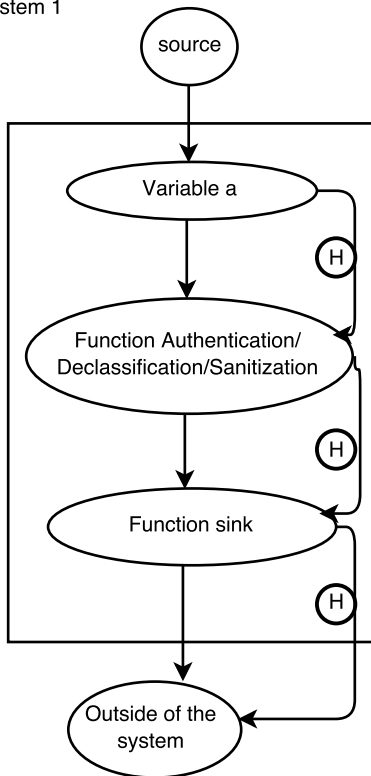 stem 1
source
Variable a
H
Function Authentication/
Declassification/Sanitization
H
Function sink
H
Outside of the
system